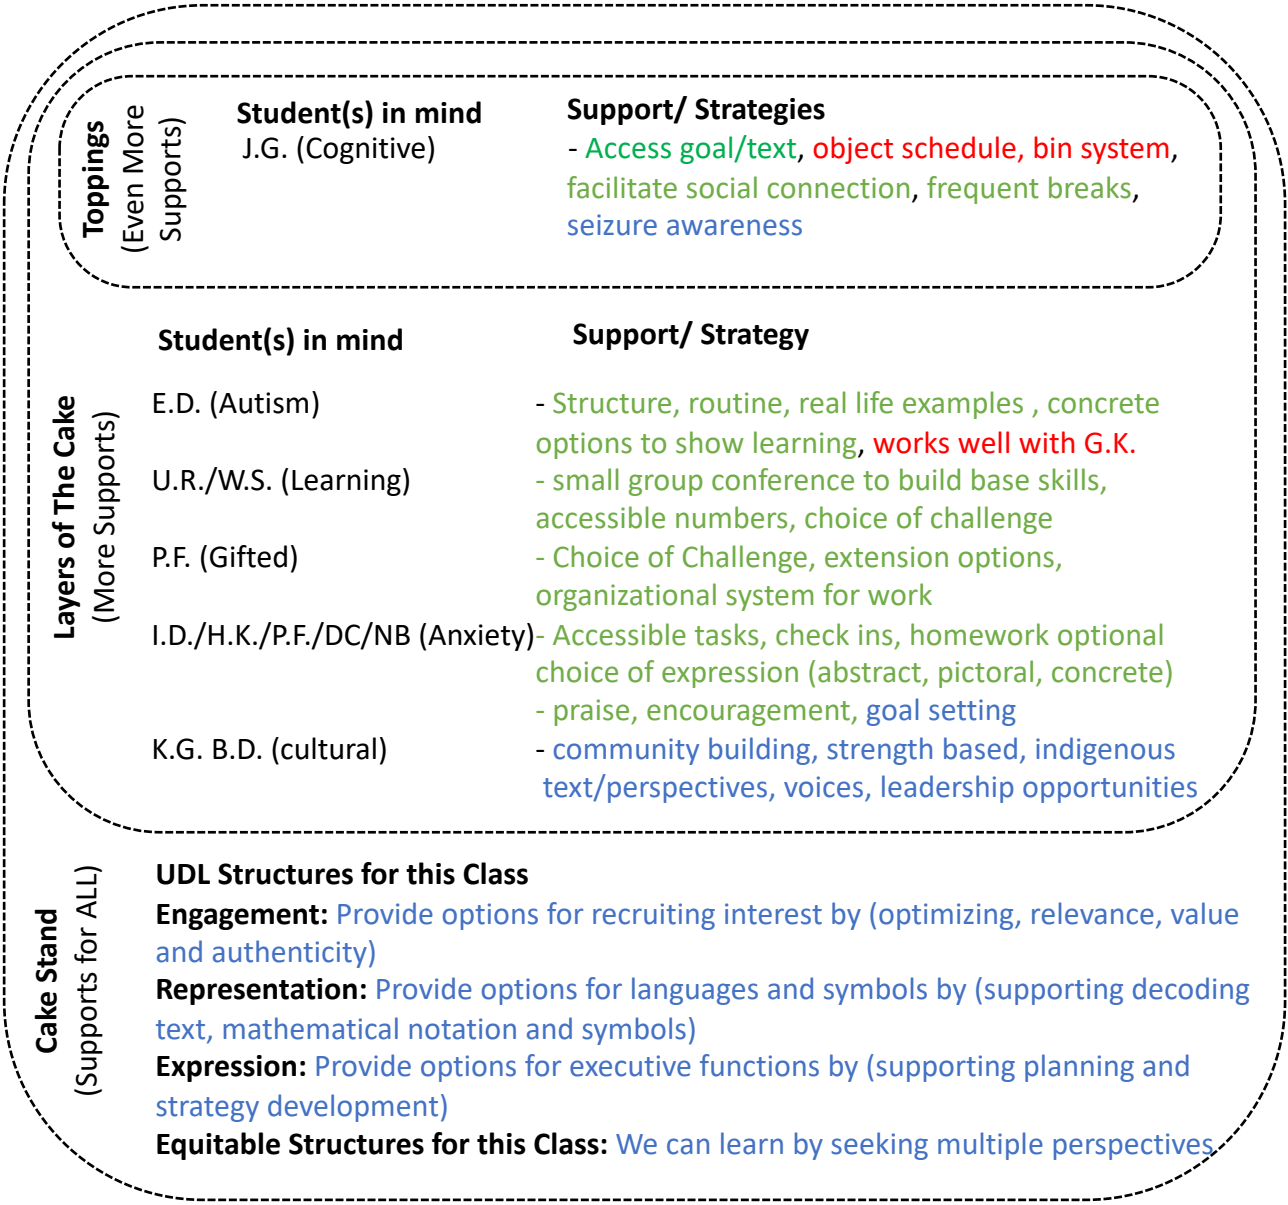 Toppings
(Even More
Supports)
Student(s) in mind
Support/ Strategies
J.G. (Cognitive)
- Access goal/text, object schedule, bin system,
facilitate social connection, frequent breaks,
seizure awareness
Layers of The Cake
(More Supports)
Student(s) in mind
Support/ Strategy
E.D. (Autism)
- Structure, routine, real life examples , concrete
options to show learning, works well with G.K.
U.R./W.S. (Learning)
- small group conference to build base skills,
accessible numbers, choice of challenge
P.F. (Gifted)
- Choice of Challenge, extension options,
organizational system for work
I.D./H.K./P.F./DC/NB (Anxiety)
- Accessible tasks, check ins, homework optional
choice of expression (abstract, pictoral, concrete)
- praise, encouragement, goal setting
K.G. B.D. (cultural)
- community building, strength based, indigenous
text/perspectives, voices, leadership opportunities
Cake Stand
(Supports for ALL)
UDL Structures for this Class
Engagement: Provide options for recruiting interest by (optimizing, relevance, value
and authenticity)
Representation: Provide options for languages and symbols by (supporting decoding
text, mathematical notation and symbols)
Expression: Provide options for executive functions by (supporting planning and
strategy development)
Equitable Structures for this Class: We can learn by seeking multiple perspectives